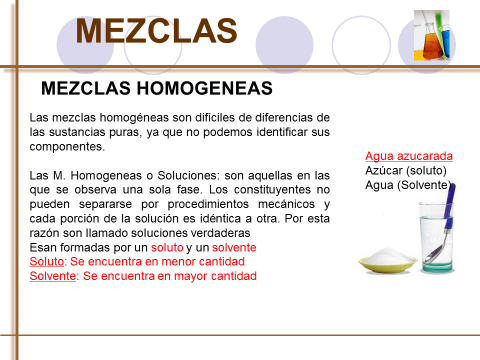 MEZCLAS
MEZCLAS HOMOGENEAS
Las mezclas homogéneas son difíciles de diferencias de
las sustancias puras, ya que no podemos identificar sus
componentes.
Las M. Homogeneas o Soluciones: son aquellas en las
que se observa una sola fase. Los constituyentes no
pueden separarse por procedimientos mecánicos y
cada porción de la solución es idéntica a otra. Por esta
razón son llamado soluciones verdaderas
Esan formadas por un soluto y un solvente
Soluto: Se encuentra en menor cantidad
Solvente: Se encuentra en mayor cantidad
Agua azucarada
Azúcar (soluto)
Agua (Solvente)